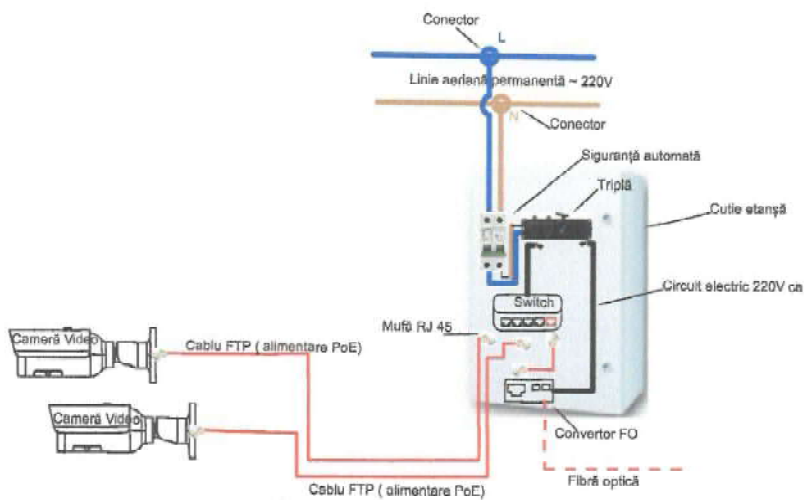 Conector
L
Linie aeriană permanentă ~ 220V
N
Conector
Siguranță automată
Triplă
Cutie etanșă
Circuit electric 220V ca
Switch
Mufă RJ 45
Cameră Video
Cablu FTP ( alimentare PoE)
Cameră Video
Convertor FO
Fibră optică
Cablu FTP ( alimentare PoE)